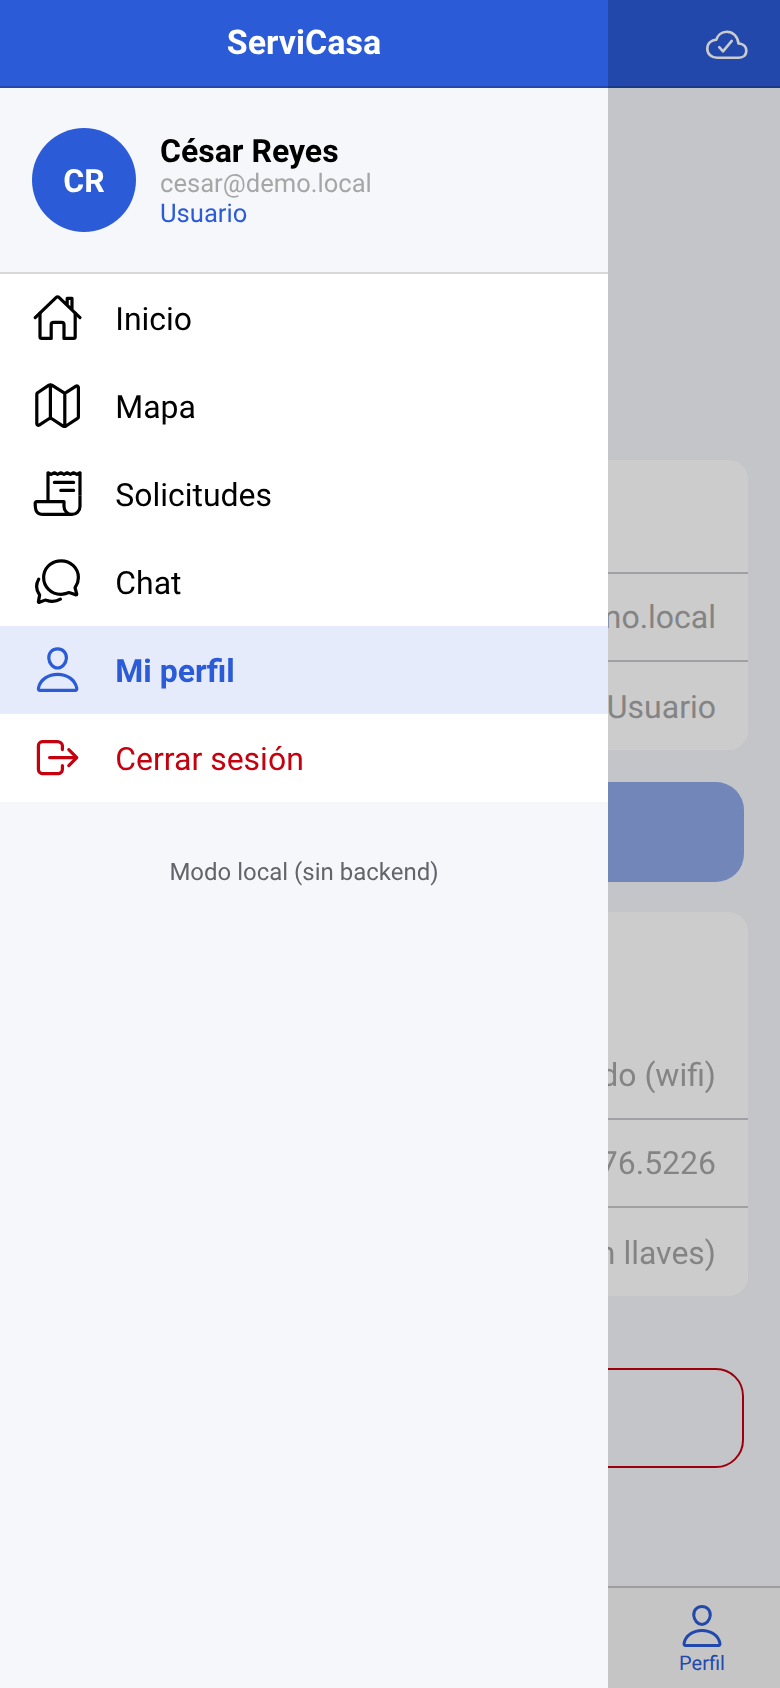 ServiCasa
CR
César Reyes
cesar@demo.local
Usuario
Inicio
Mapa
Solicitudes
Chat
Mi perfil
Cerrar sesión
Modo local (sin backend)
mo.local
Usuario
do (wifi)
76.5226
llaves)
Perfil